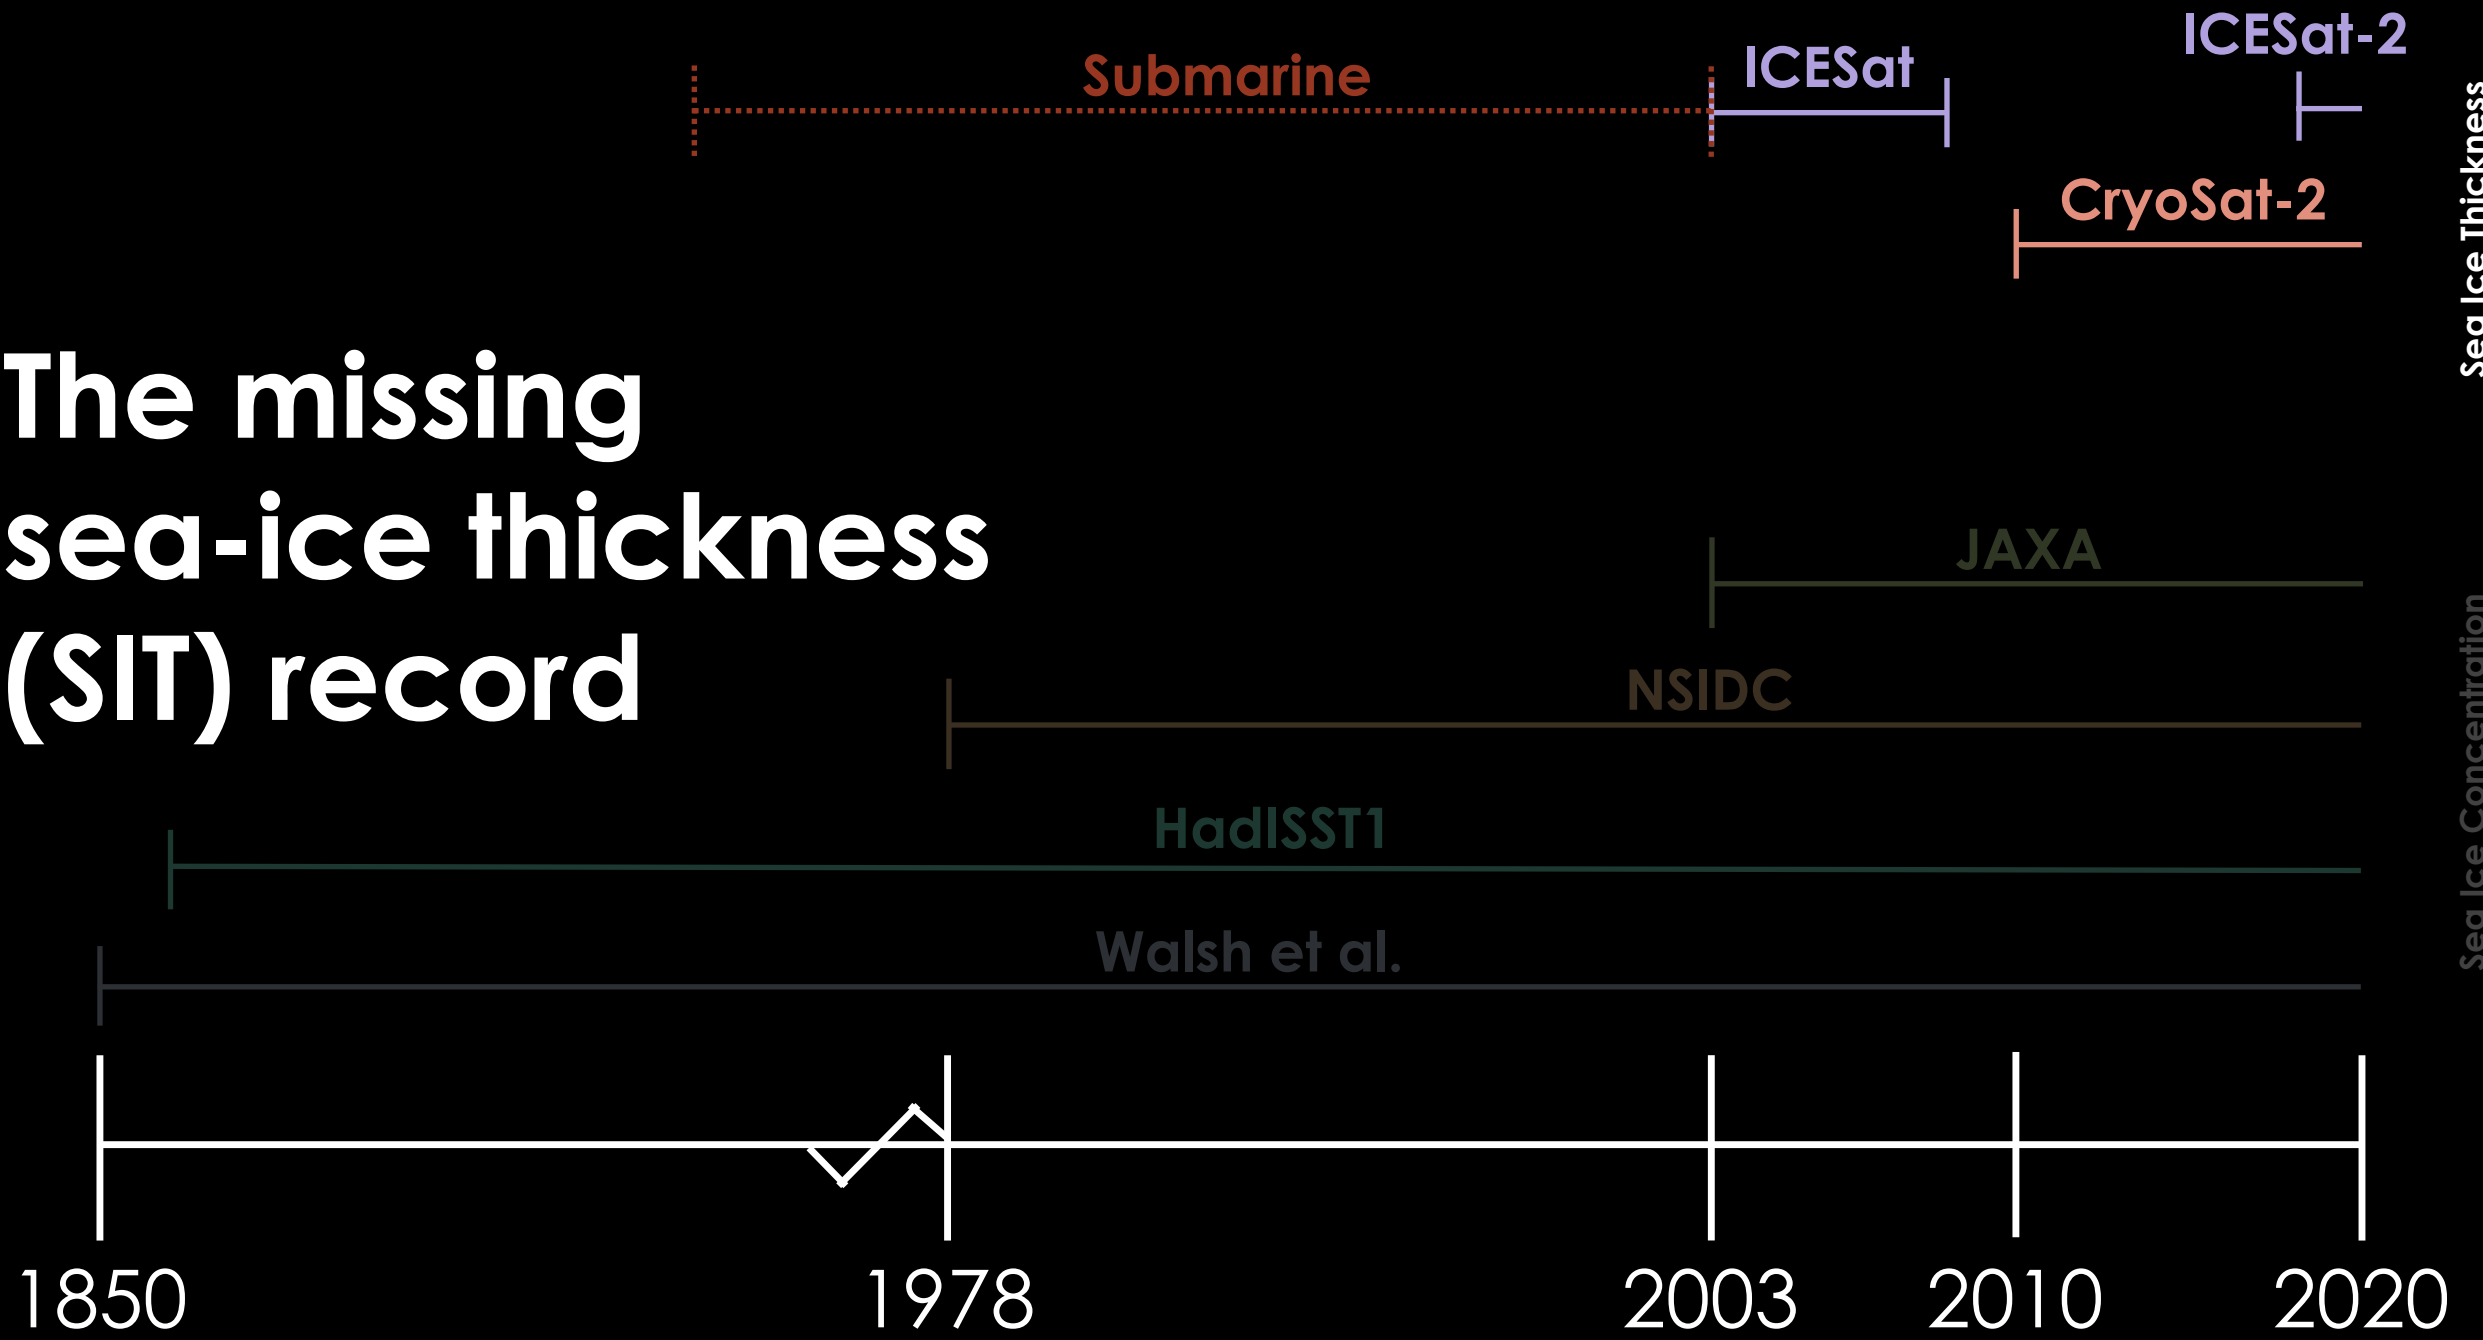 ICESat-2
ICESat
Submarine
CryoSat-2
Sea Ice Thickness
The missing
sea-ice thickness
(SIT) record
JAXA
NSIDC
Sea Ice Concentration
HadISST1
Walsh et al.
1850
1978
2003
2010
2020